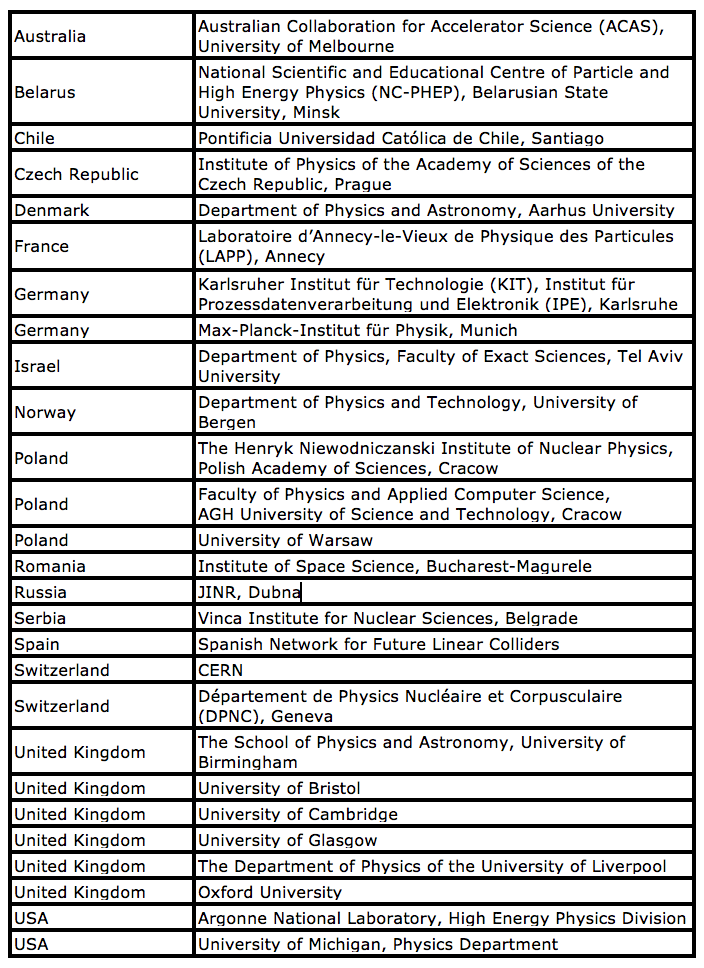 Australia
Australian Collaboration for Accelerator Science (ACAS),
University of Melbourne
Belarus
National Scientific and Educational Centre of Particle and
High Energy Physics (NC-PHEP), Belarusian State
University, Minsk
Chile
Pontificia Universidad Católica de Chile, Santiago
Czech Republic
Institute of Physics of the Academy of Sciences of the
Czech Republic, Prague
Denmark
Department of Physics and Astronomy, Aarhus University
France
Laboratoire d’Annecy-le-Vieux de Physique des Particules
(LAPP), Annecy
Germany
Karlsruher Institut für Technologie (KIT), Institut für
Prozessdatenverarbeitung und Elektronik (IPE), Karlsruhe
Germany
Max-Planck-Institut für Physik, Munich
Israel
Department of Physics, Faculty of Exact Sciences, Tel Aviv
University
Norway
Department of Physics and Technology, University of
Bergen
Poland
The Henryk Niewodniczanski Institute of Nuclear Physics,
Polish Academy of Sciences, Cracow
Poland
Faculty of Physics and Applied Computer Science,
AGH University of Science and Technology, Cracow
Poland
University of Warsaw
Romania
Institute of Space Science, Bucharest-Magurele
Russia
JINR, Dubna
Serbia
Vinca Institute for Nuclear Sciences, Belgrade
Spain
Spanish Network for Future Linear Colliders
Switzerland
CERN
Switzerland
Département de Physics Nucléaire et Corpusculaire
(DPNC), Geneva
United Kingdom
The School of Physics and Astronomy, University of
Birmingham
United Kingdom
University of Bristol
United Kingdom
University of Cambridge
United Kingdom
University of Glasgow
United Kingdom
The Department of Physics of the University of Liverpool
United Kingdom
Oxford University
USA
Argonne National Laboratory, High Energy Physics Division
USA
University of Michigan, Physics Department